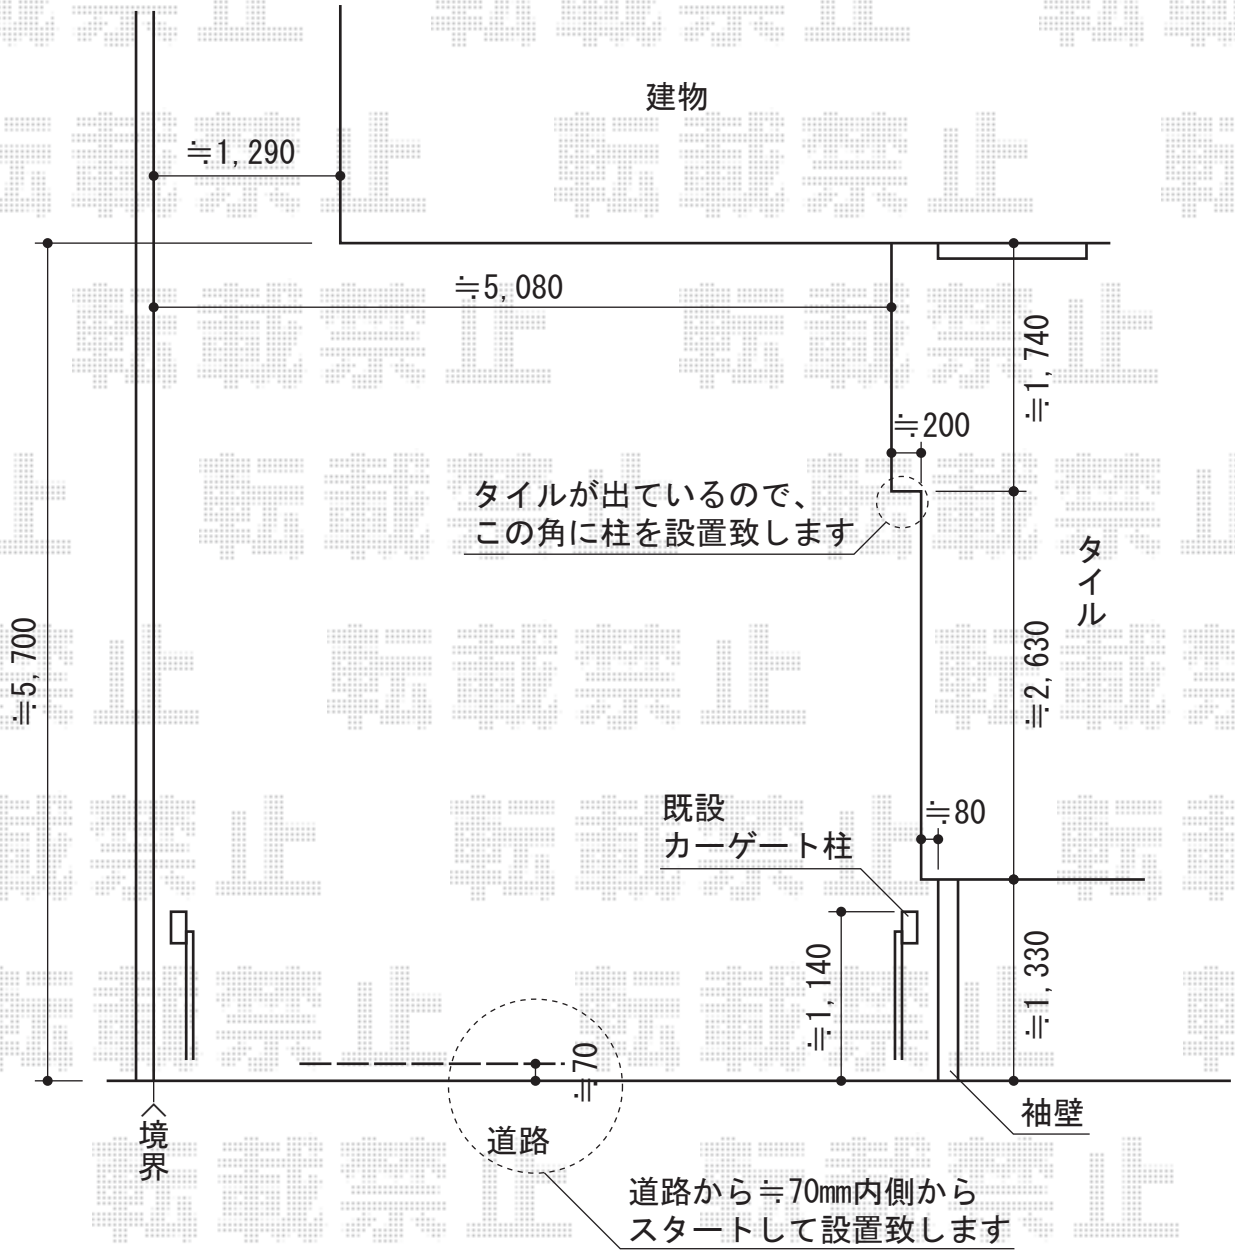 建物
≒1,290
≒5,080
≒1,740
≒200
タイルが出ているので、
この角に柱を設置致します
タイル
≒5,700
≒2,630
既設
カーゲート柱
≒80
≒1,140
≒1,330
≒70
境界
道路
袖壁
道路から≒70mm内側から
スタートして設置致します
転載禁止